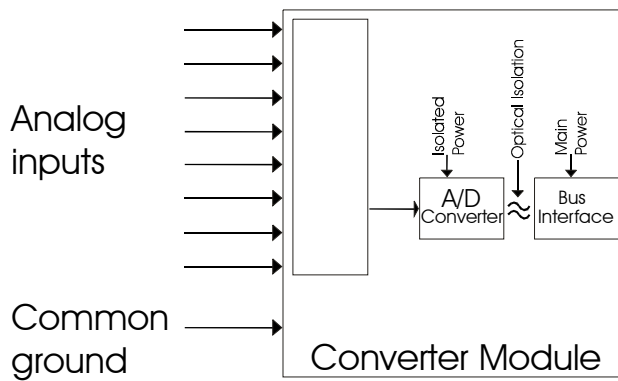 Analog
inputs
Common
ground
Isolated
Power
Optical Isolation
Main
Power
A/D
Converter
Bus
Interface
Converter Module